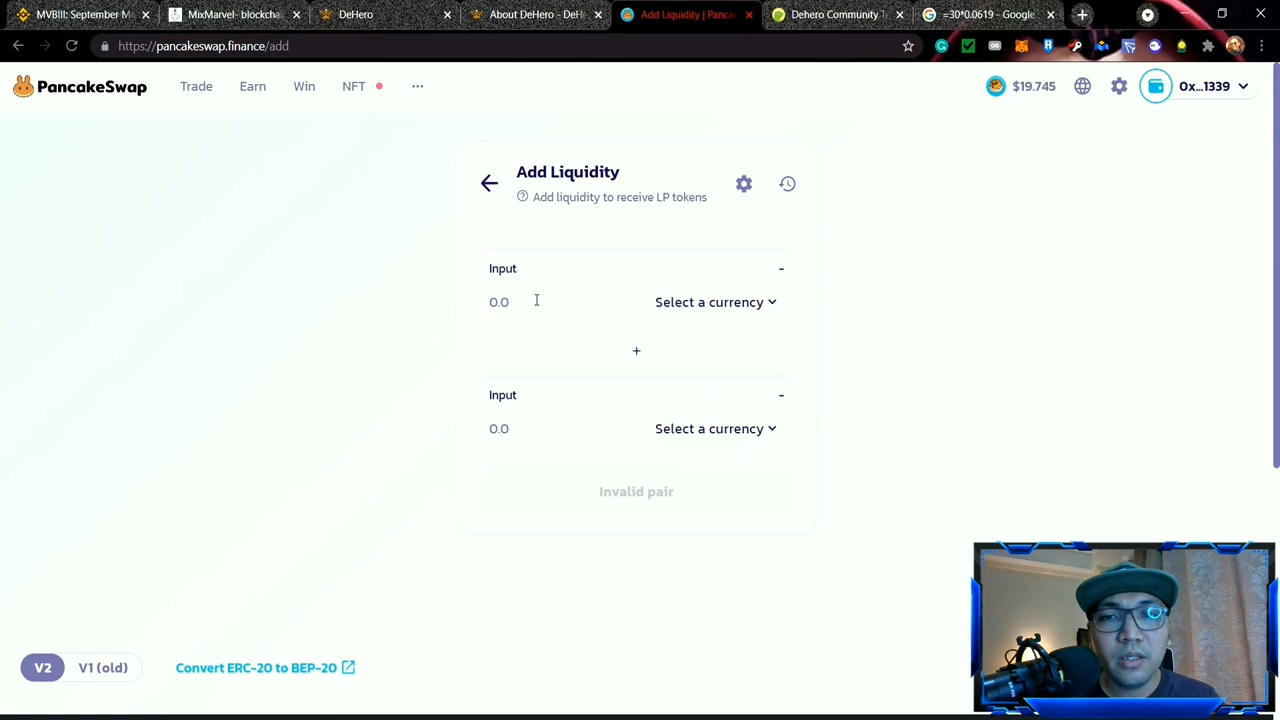 MVBIII: September M
MixMarvel- blockchai
DeHero
About DeHero - DeHe
Add Liquidity | Panca
Dehero Community
=30*0.0619 - Google
https://pancakeswap.finance/add
PancakeSwap
Trade
Earn
Win
NFT
$19.745
0x...1339
Add Liquidity
Add liquidity to receive LP tokens
Input
-
0.0
Select a currency
+
Input
-
0.0
Select a currency
Invalid pair
V2
V1 (old)
Convert ERC-20 to BEP-20